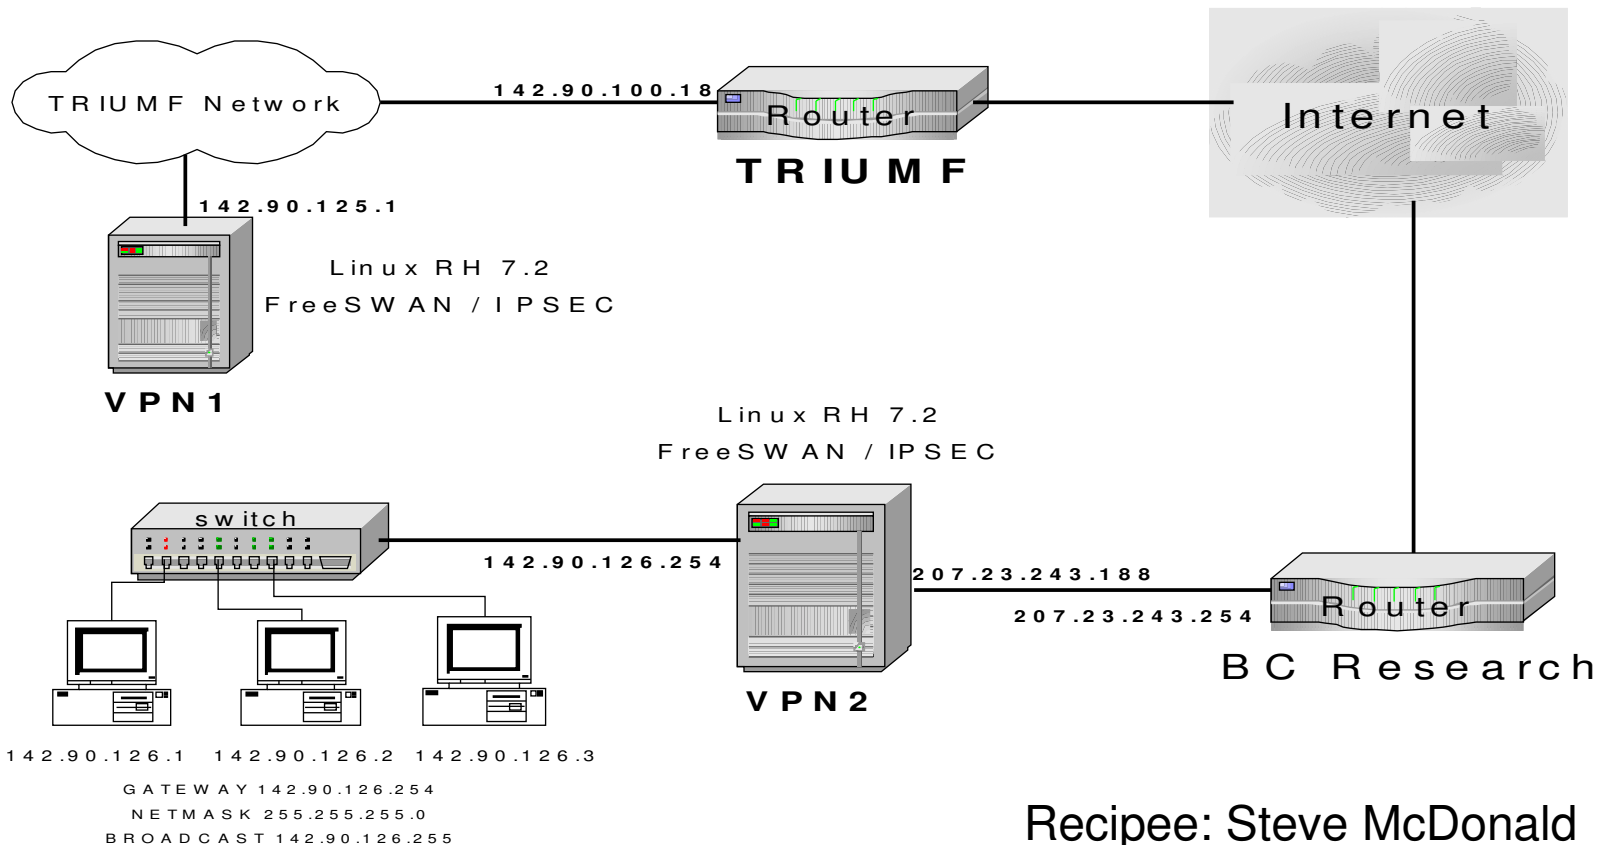 142.90.100.18
TRIUMF Network
Router
Internet
TRIUMF
142.90.125.1
Linux RH 7.2
FreeSWAN / IPSEC
VPN1
Linux RH 7.2
FreeSWAN / IPSEC
switch
142.90.126.254
207.23.243.188
207.23.243.254
Router
BC Research
VPN2
142.90.126.1 142.90.126.2 142.90.126.3
GATEWAY 142.90.126.254
NETMASK 255.255.255.0
BROADCAST 142.90.126.255
Recipee: Steve McDonald